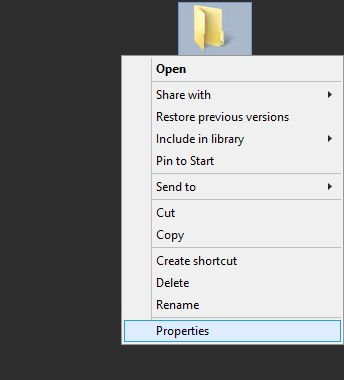 Open
Share with
Restore previous versions
Include in library
Pin to Start
Send to
Cut
Copy
Create shortcut
Delete
Rename
Properties